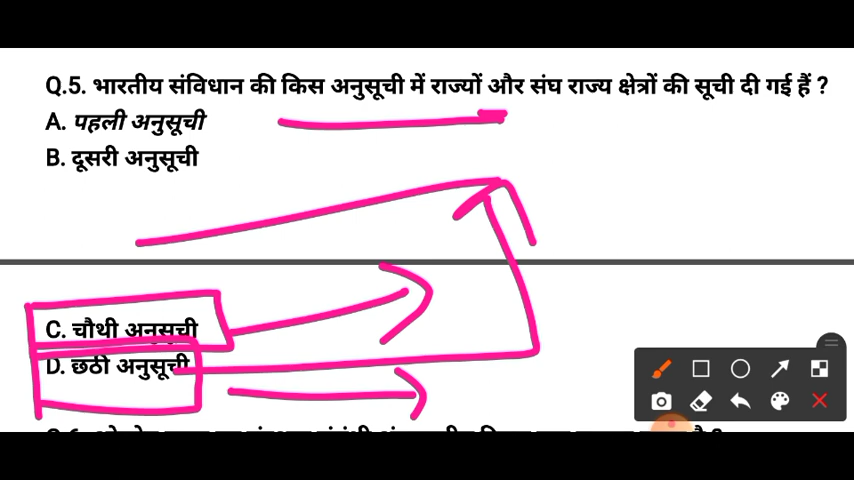 Q.5. भारतीय संविधान की किस अनुसूची में राज्यों और संघ राज्य क्षेत्रों की सूची दी गई हैं ?
A. पहली अनुसूची
B. दूसरी अनुसूची
C. चौथी अनुसूची
D. छठी अनुसूची